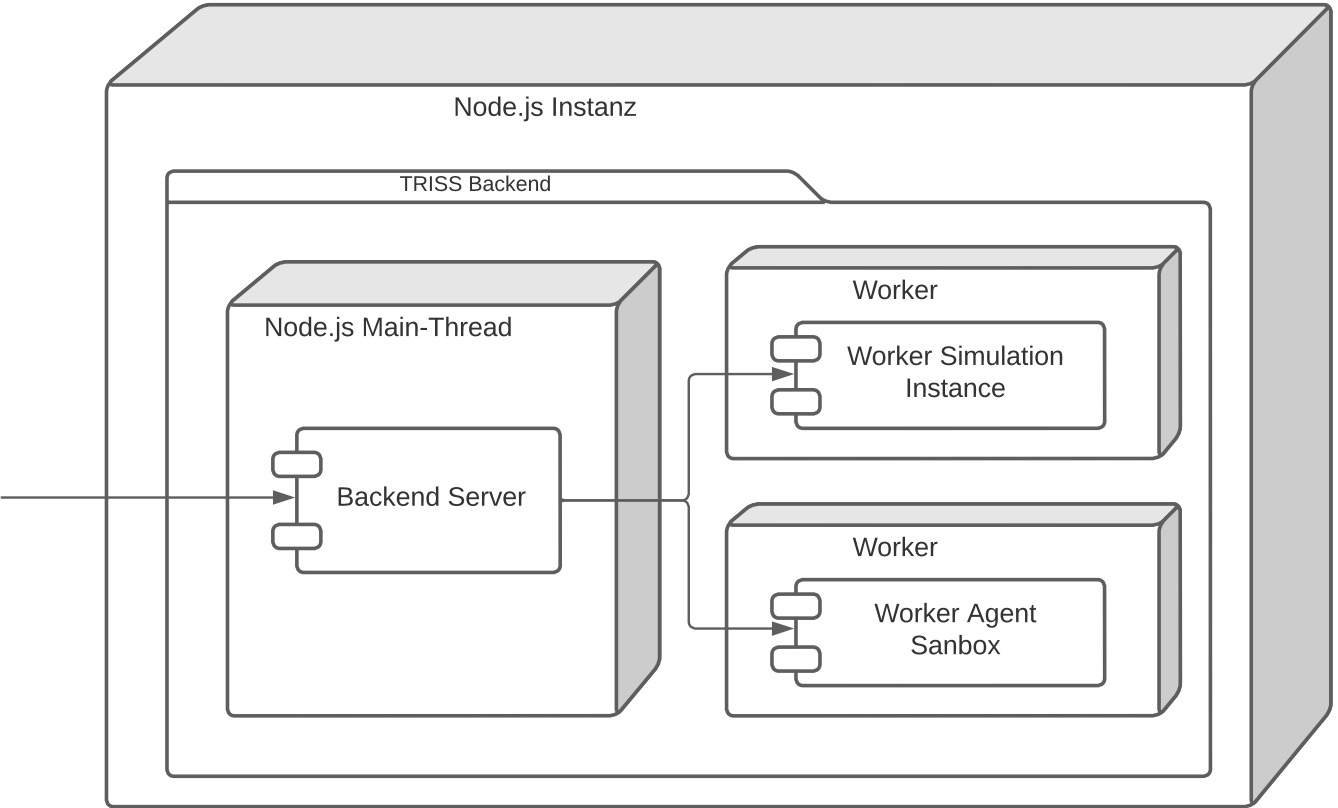 Node.js Instanz
TRISS Backend
Node.js Main-Thread
Backend Server
Worker
Worker Simulation
Instance
Worker
Worker Agent
Sanbox